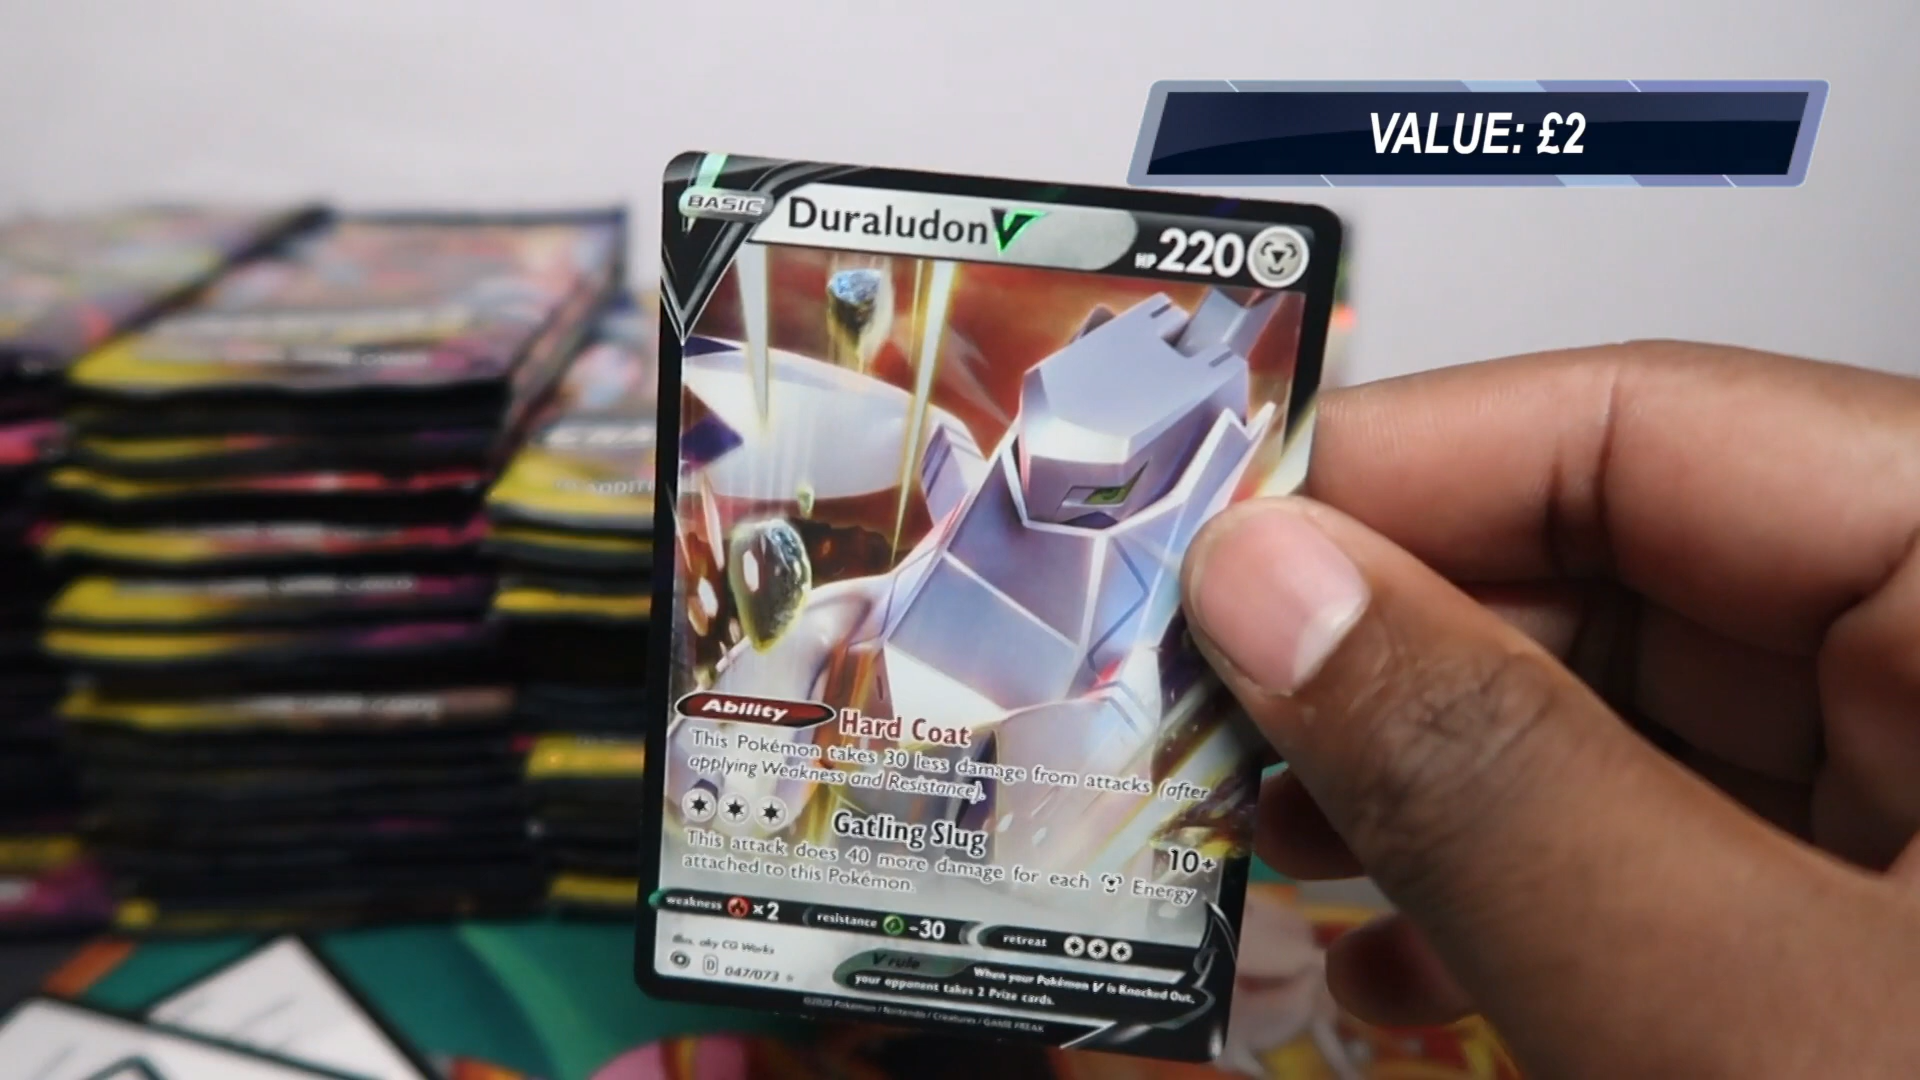 VALUE: £2
BASIC Duraludon V HP 220
Ability Hard Coat
This Pokémon takes 30 less damage from attacks (after
applying Weakness and Resistance).
Gatling Slug 10+
This attack does 40 more damage for each Energy
attached to this Pokémon.
weakness ×2 resistance -30 retreat
Illus. aky CG Works
D 047/073
V rule When your Pokémon V is Knocked Out,
your opponent takes 2 Prize cards.
©2020 Pokémon / Nintendo / Creatures / GAME FREAK